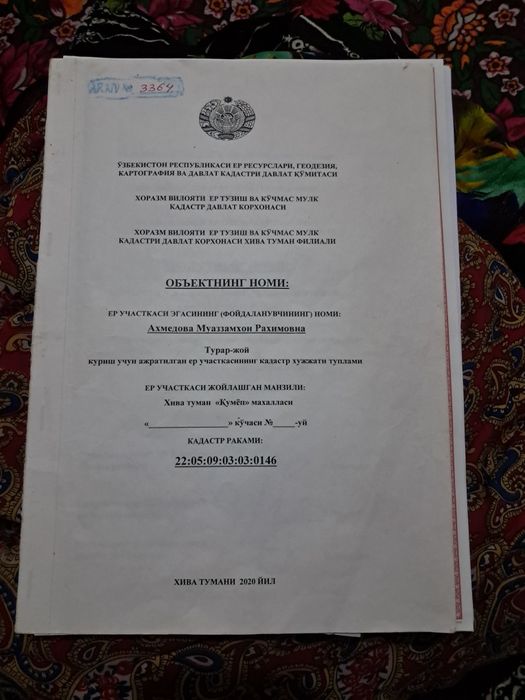 ARXIV № 3364
ЎЗБЕКИСТОН РЕСПУБЛИКАСИ ЕР РЕСУРСЛАРИ, ГЕОДЕЗИЯ,
КАРТОГРАФИЯ ВА ДАВЛАТ КАДАСТРИ ДАВЛАТ ҚЎМИТАСИ
ХОРАЗМ ВИЛОЯТИ ЕР ТУЗИШ ВА КЎЧМАС МУЛК
КАДАСТР ДАВЛАТ КОРХОНАСИ
ХОРАЗМ ВИЛОЯТИ ЕР ТУЗИШ ВА КЎЧМАС МУЛК
КАДАСТРИ ДАВЛАТ КОРХОНАСИ ХИВА ТУМАН ФИЛИАЛИ
ОБЪЕКТНИНГ НОМИ:
ЕР УЧАСТКАСИ ЭГАСИНИНГ (ФОЙДАЛАНУВЧИНИНГ) НОМИ:
Ахмедова Муаззамхон Рахимовна
Турар-жой
қуриш учун ажратилган ер участкасининг кадастр хужжати туплами
ЕР УЧАСТКАСИ ЖОЙЛАШГАН МАНЗИЛИ:
Хива туман «Қумёп» махалласи
«__________________» кўчаси №_____-уй
КАДАСТР РАКАМИ:
22:05:09:03:03:0146
ХИВА ТУМАНИ 2020 ЙИЛ